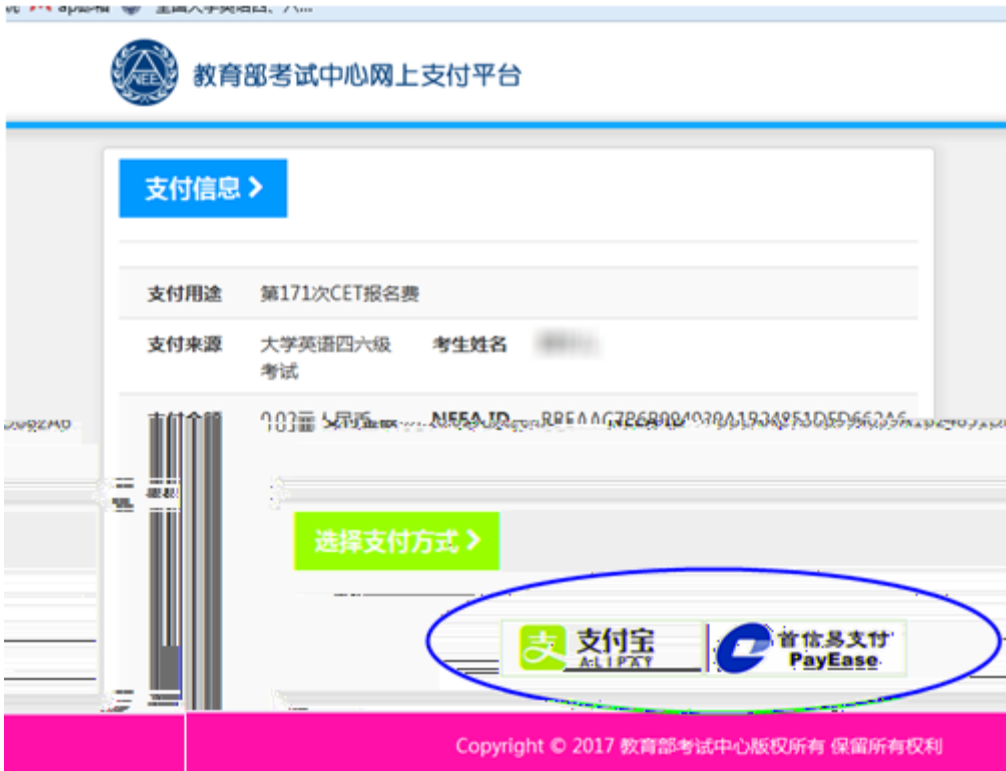 NEEA
教育部考试中心网上支付平台
支付信息
支付用途 第171次CET报名费
支付来源 大学英语四六级考试 考生姓名
选择支付方式
支付宝
ALIPAY
首信易支付
PayEase
Copyright © 2017 教育部考试中心版权所有 保留所有权利